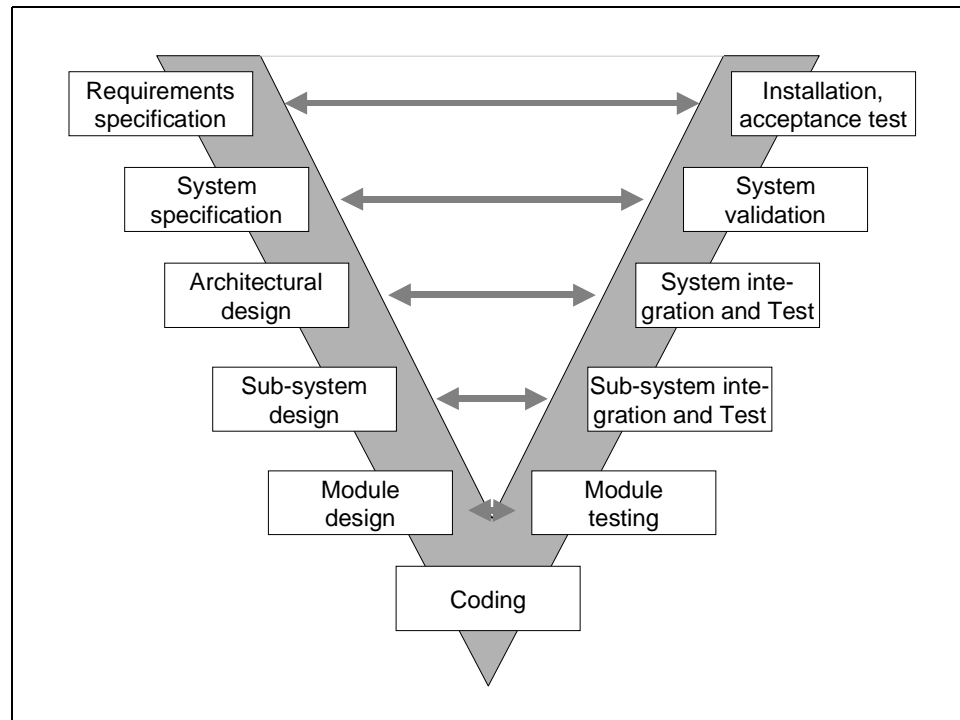 Requirements
specification
Installation,
acceptance test
System
specification
System
validation
Architectural
design
System inte-
gration and Test
Sub-system
design
Sub-system inte-
gration and Test
Module
design
Module
testing
Coding